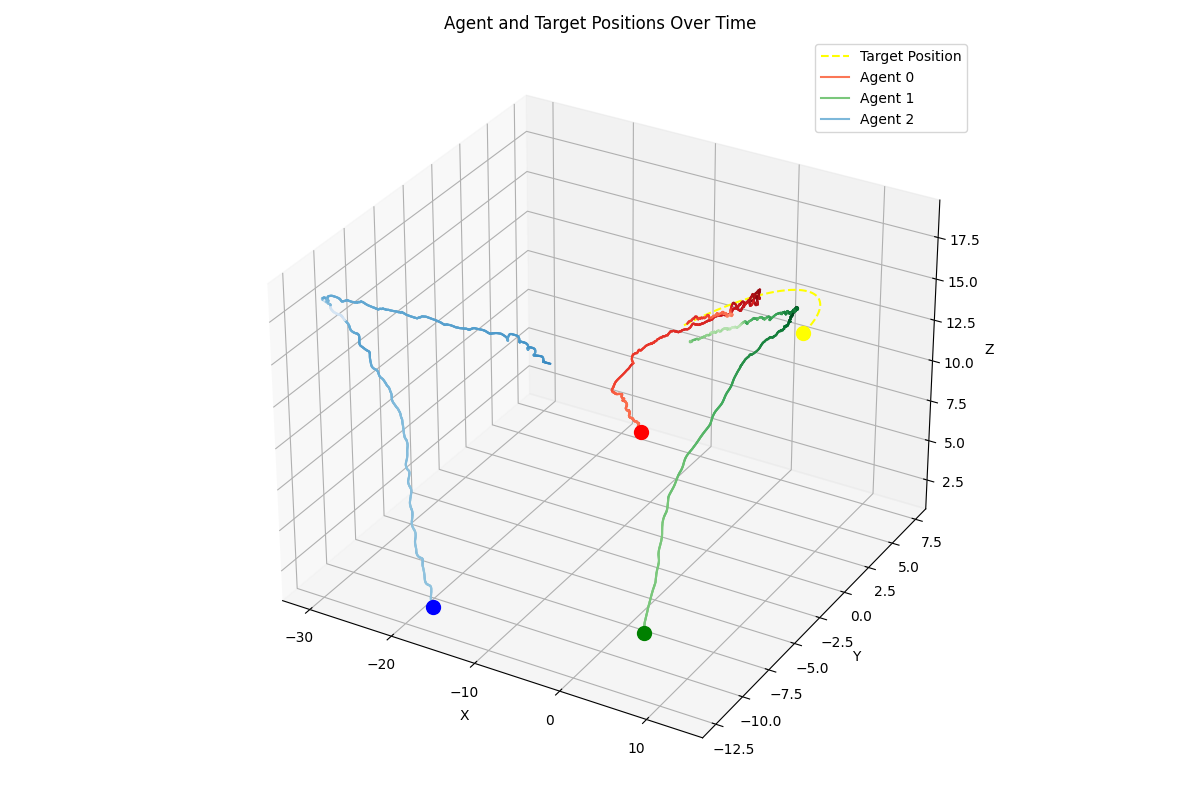 Agent and Target Positions Over Time
Target Position
Agent 0
Agent 1
Agent 2
17.5
15.0
12.5
10.0
7.5
5.0
2.5
Z
7.5
5.0
2.5
0.0
−2.5
−5.0
−7.5
−10.0
−12.5
Y
−30
−20
−10
0
10
X